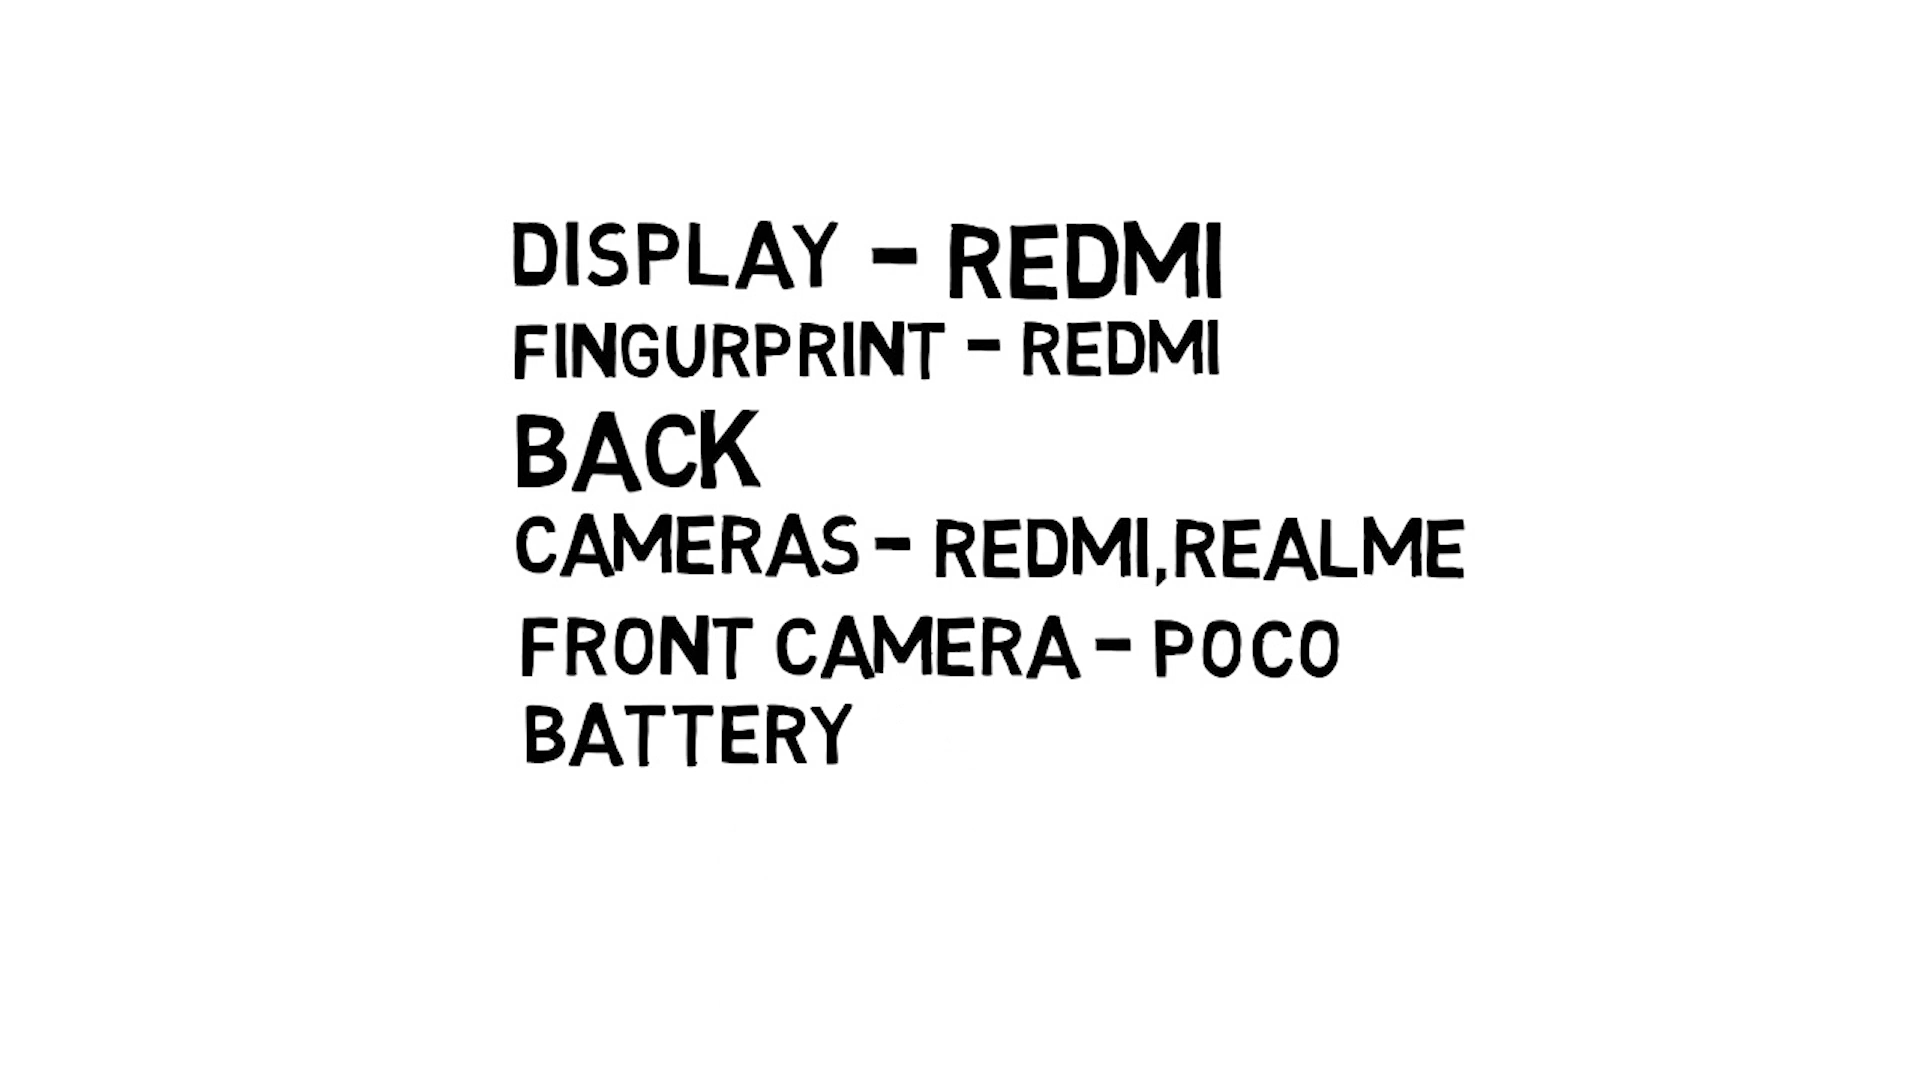 DISPLAY - REDMI
FINGURPRINT - REDMI
BACK
CAMERAS - REDMI,REALME
FRONT CAMERA - POCO
BATTERY